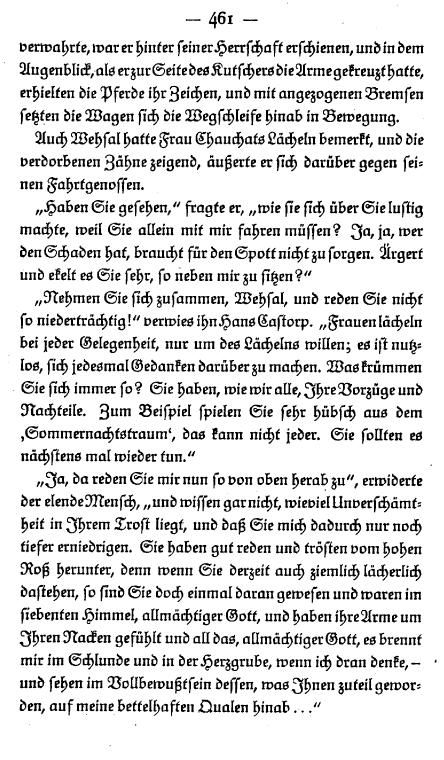 — 461 —
verwahrte, war er hinter seiner Herrschaft erschienen, und in dem
Augenblick, als er zur Seite des Kutschers die Arme gekreuzt hatte,
erhielten die Pferde ihr Zeichen, und mit angezogenen Bremsen
setzten die Wagen sich die Wegschleife hinab in Bewegung.
Auch Wehsal hatte Frau Chauchats Lächeln bemerkt, und die
verdorbenen Zähne zeigend, äußerte er sich darüber gegen sei-
nen Fahrtgenossen.
„Haben Sie gesehen,“ fragte er, „wie sie sich über Sie lustig
machte, weil Sie allein mit mir fahren müssen? Ja, ja, wer
den Schaden hat, braucht für den Spott nicht zu sorgen. Ärgert
und ekelt es Sie sehr, so neben mir zu sitzen?“
„Nehmen Sie sich zusammen, Wehsal, und reden Sie nicht
so niederträchtig!“ verwies ihn Hans Castorp. „Frauen lächeln
bei jeder Gelegenheit, nur um des Lächelns willen; es ist nutz-
los, sich jedesmal Gedanken darüber zu machen. Was krümmen
Sie sich immer so? Sie haben, wie wir alle, Ihre Vorzüge und
Nachteile. Zum Beispiel spielen Sie sehr hübsch aus dem
‚Sommernachtstraum‘, das kann nicht jeder. Sie sollten es
nächstens mal wieder tun.“
„Ja, da reden Sie mir nun so von oben herab zu“, erwiderte
der elende Mensch, „und wissen gar nicht, wieviel Unverschämt-
heit in Ihrem Trost liegt, und daß Sie mich dadurch nur noch
tiefer erniedrigen. Sie haben gut reden und trösten vom hohen
Roß herunter, denn wenn Sie derzeit auch ziemlich lächerlich
dastehen, so sind Sie doch einmal daran gewesen und waren im
siebenten Himmel, allmächtiger Gott, und haben ihre Arme um
Ihren Nacken gefühlt und all das, allmächtiger Gott, es brennt
mir im Schlunde und in der Herzgrube, wenn ich dran denke, –
und sehen im Vollbewußtsein dessen, was Ihnen zuteil gewor-
den, auf meine bettelhaften Qualen hinab ...“